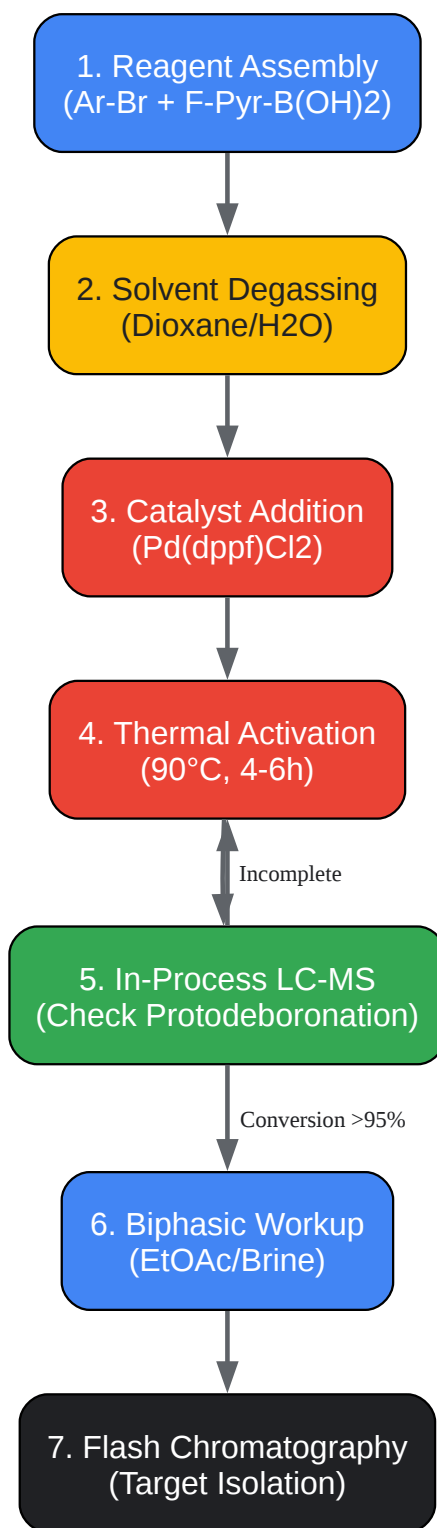 1. Reagent Assembly
(Ar-Br + F-Pyr-B(OH)2)
2. Solvent Degassing
(Dioxane/H2O)
3. Catalyst Addition
(Pd(dppf)Cl2)
4. Thermal Activation
(90°C, 4-6h)
Incomplete
5. In-Process LC-MS
(Check Protodeboronation)
Conversion >95%
6. Biphasic Workup
(EtOAc/Brine)
7. Flash Chromatography
(Target Isolation)